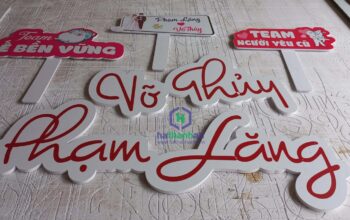 Team
Ế BỀN VỮNG
Phạm Lăng
Võ Thủy
TEAM
NGƯỜI YÊU CŨ
Võ Thủy
Phạm Lăng